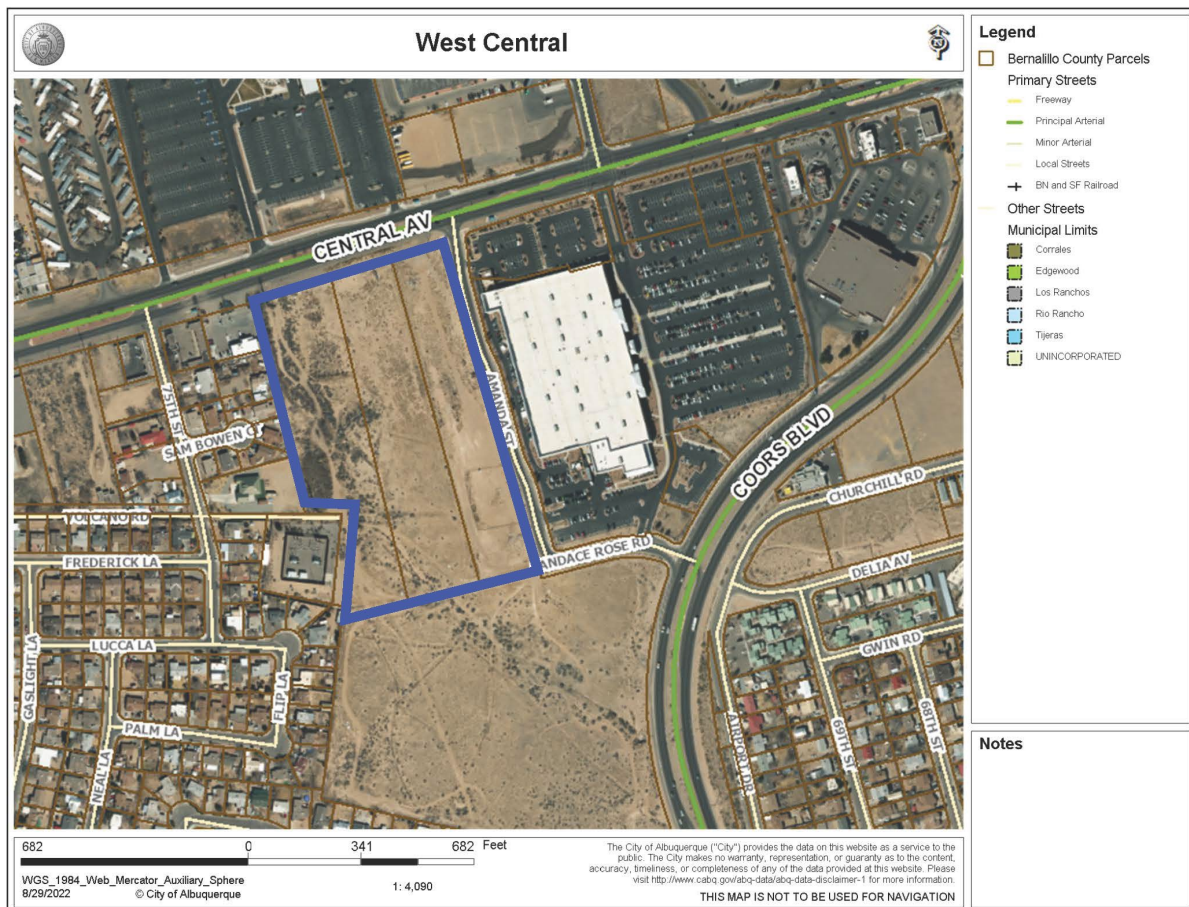 West Central
N
CENTRAL AV
75TH ST
SAM BOWEN CT
AMANDA ST
COORS BLVD
CHURCHILL RD
VOLCANO RD
FREDERICK LA
ANDACE ROSE RD
DELIA AV
LUCCA LA
GWIN RD
GASLIGHT LA
FLIP LA
PALM LA
NEAL LA
AIRPORT DR
69TH ST
68TH ST
Legend
Bernalillo County Parcels
Primary Streets
Freeway
Principal Arterial
Minor Arterial
Local Streets
BN and SF Railroad
Other Streets
Municipal Limits
Corrales
Edgewood
Los Ranchos
Rio Rancho
Tijeras
UNINCORPORATED
Notes
682 0 341 682 Feet
WGS_1984_Web_Mercator_Auxiliary_Sphere
8/29/2022 © City of Albuquerque
1: 4,090
The City of Albuquerque ("City") provides the data on this website as a service to the
public. The City makes no warranty, representation, or guaranty as to the content,
accuracy, timeliness, or completeness of any of the data provided at this website. Please
visit http://www.cabq.gov/abq-data/abq-data-disclaimer-1 for more information.
THIS MAP IS NOT TO BE USED FOR NAVIGATION